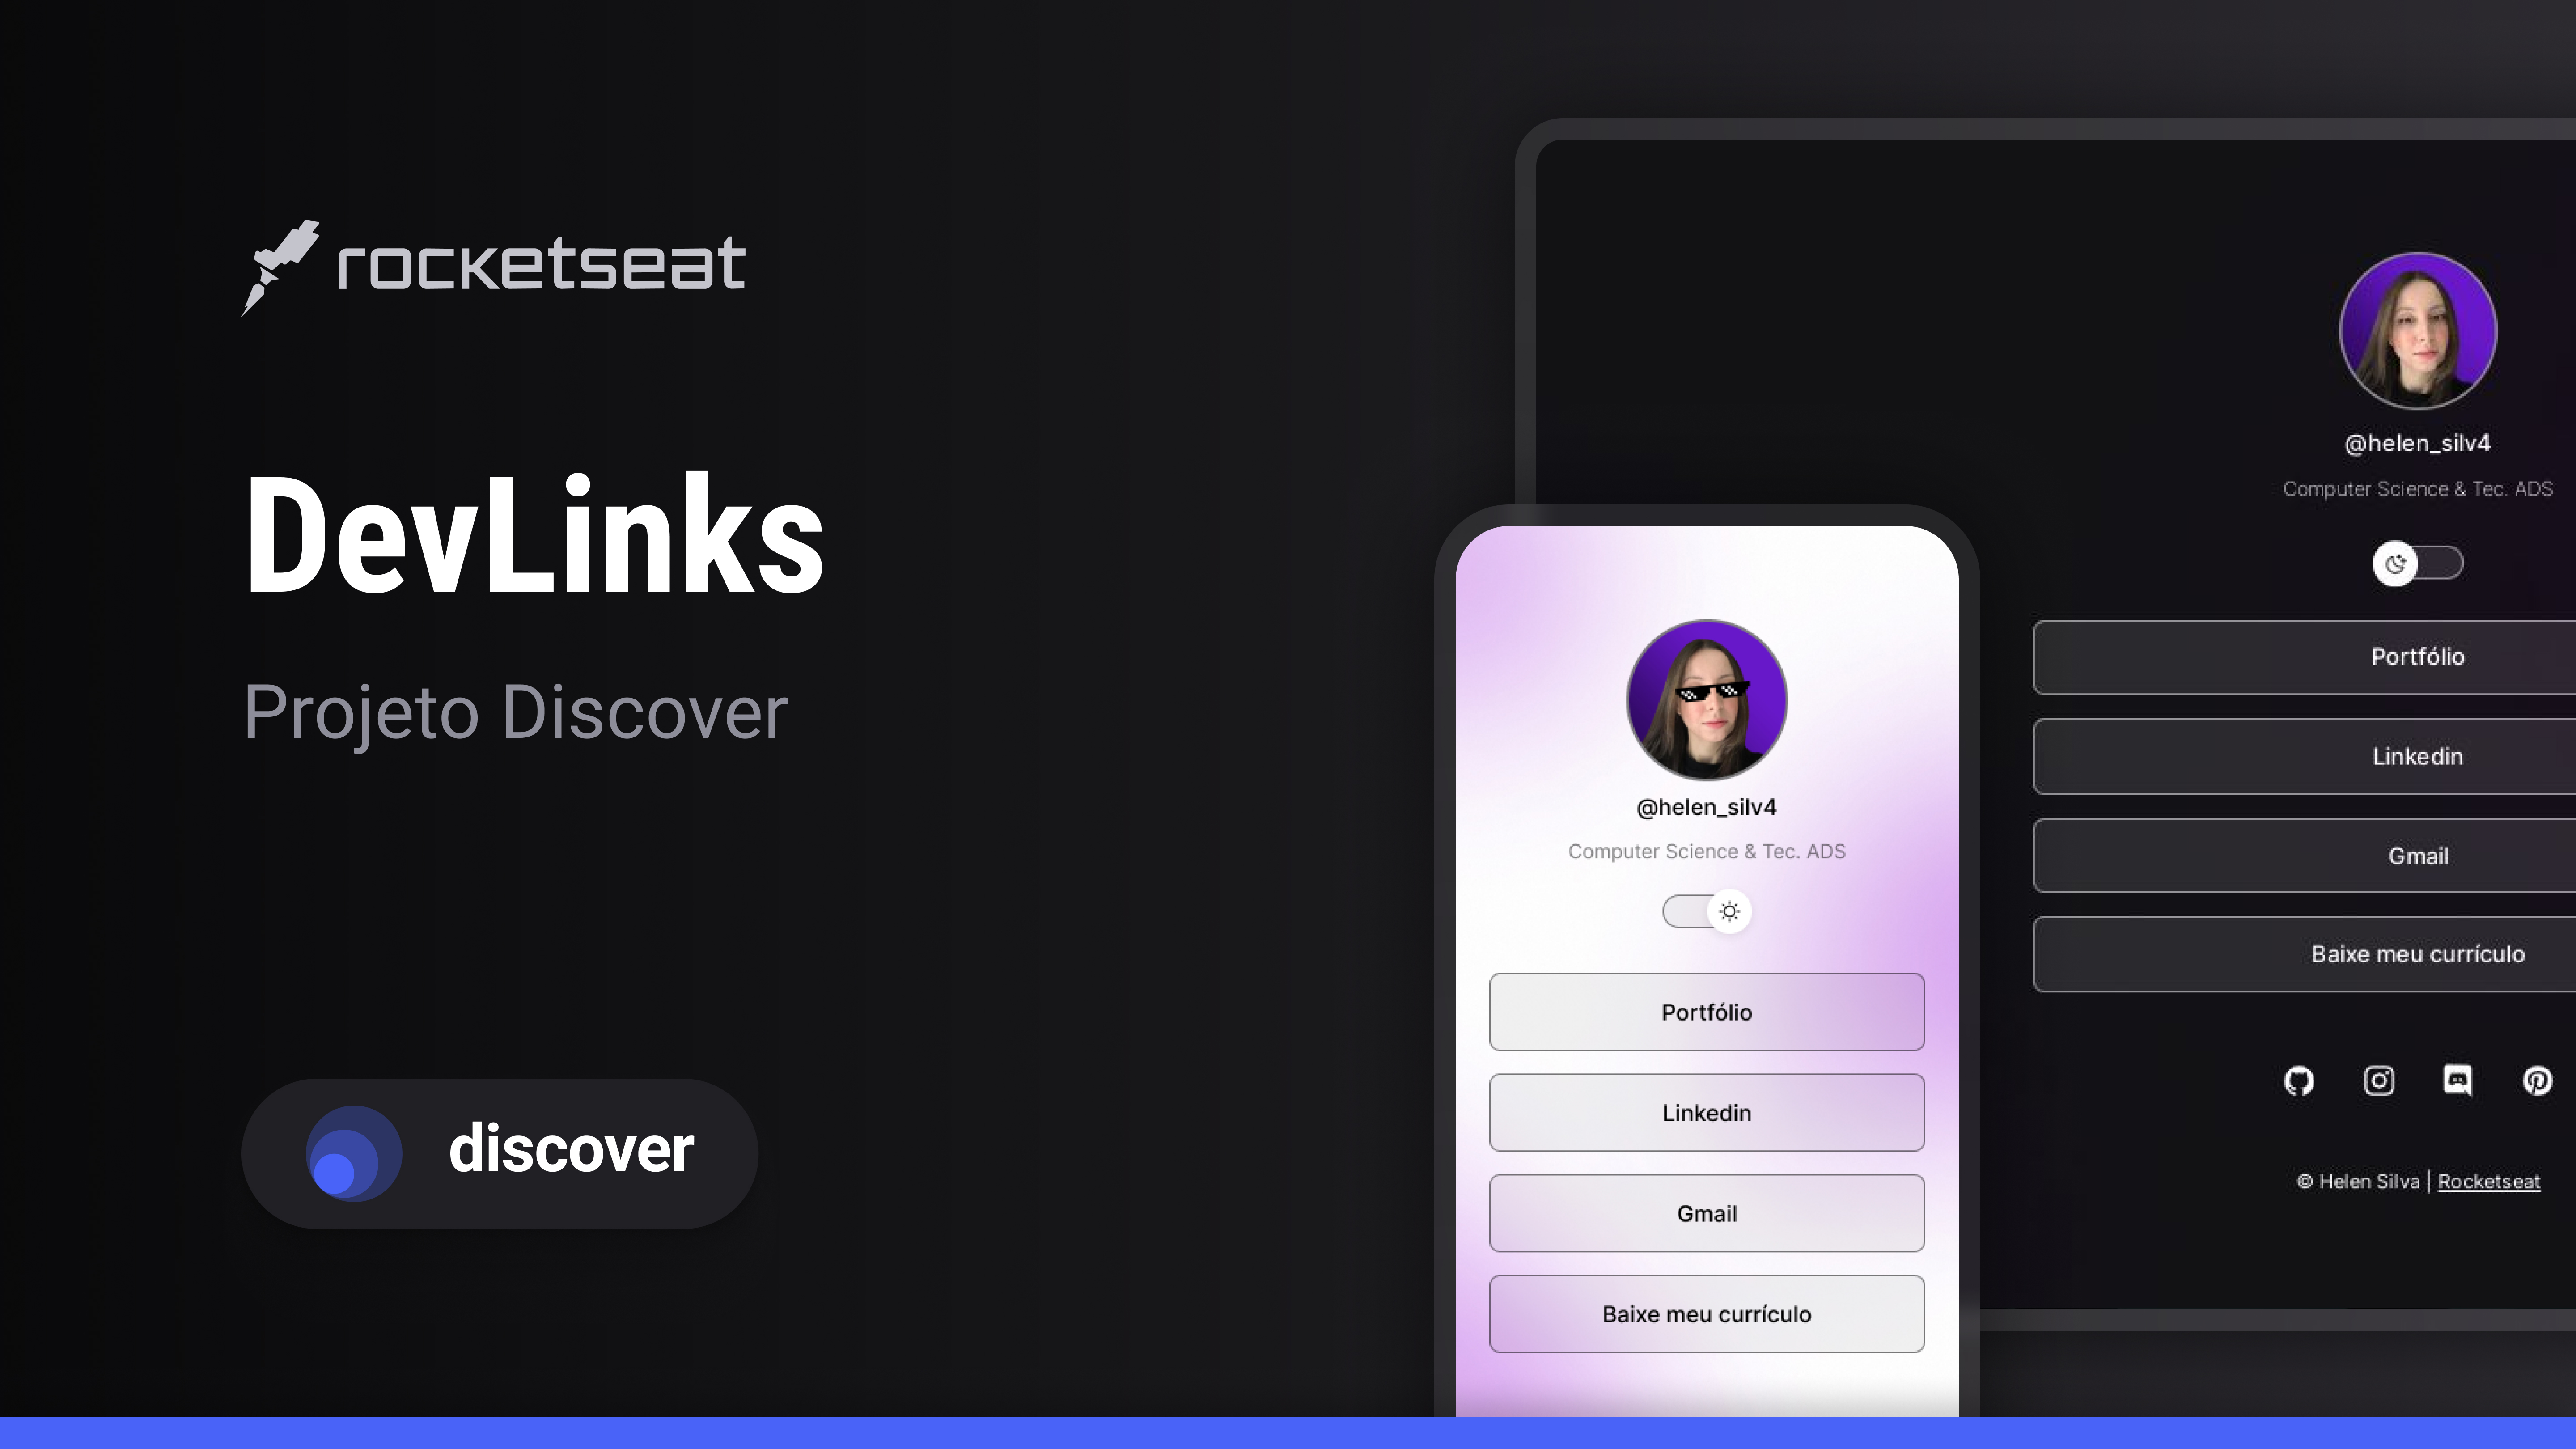 rocketseat
DevLinks
Projeto Discover
discover
@helen_silv4
Computer Science & Tec. ADS
Portfólio
Linkedin
Gmail
Baixe meu currículo
@helen_silv4
Computer Science & Tec. ADS
Portfólio
Linkedin
Gmail
Baixe meu currículo
© Helen Silva | Rocketseat